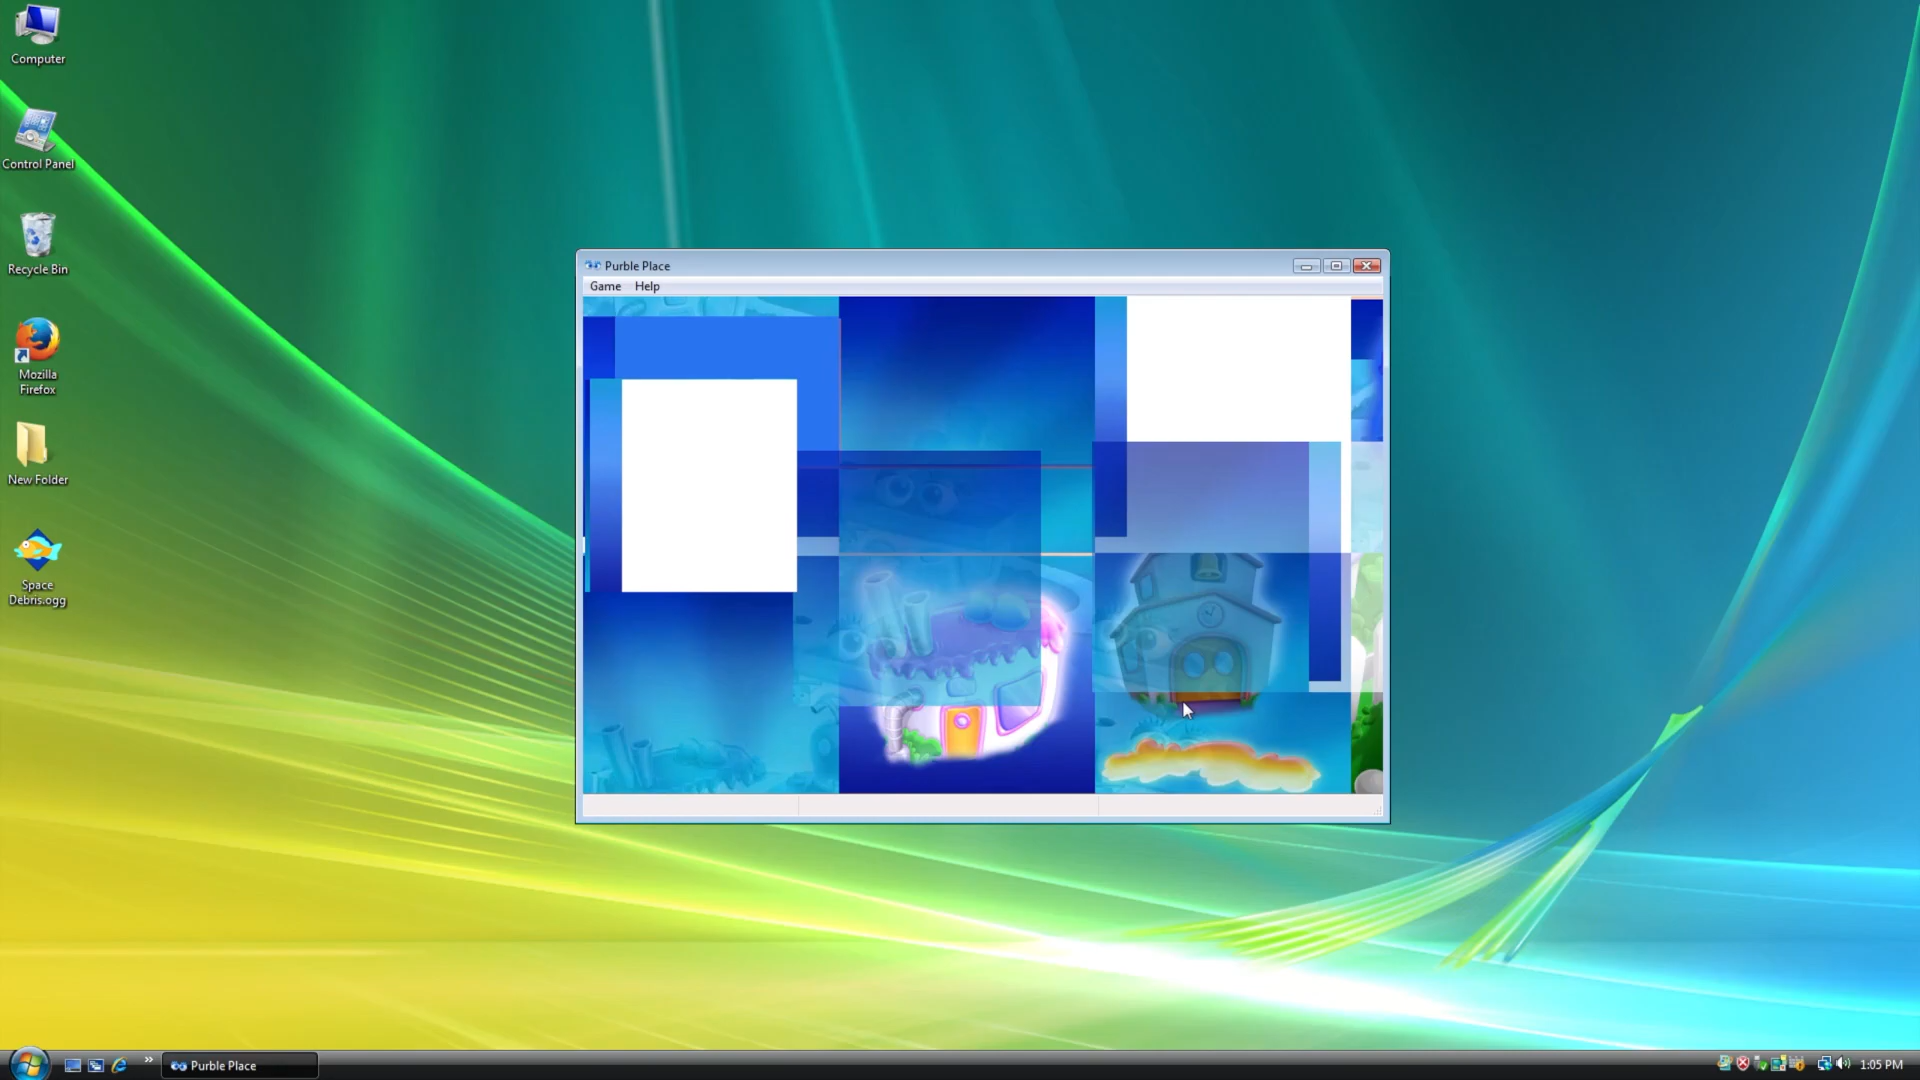 Computer
Control Panel
Recycle Bin
Mozilla
Firefox
New Folder
Space
Debris.ogg
Purble Place
Game Help
» Purble Place
1:05 PM